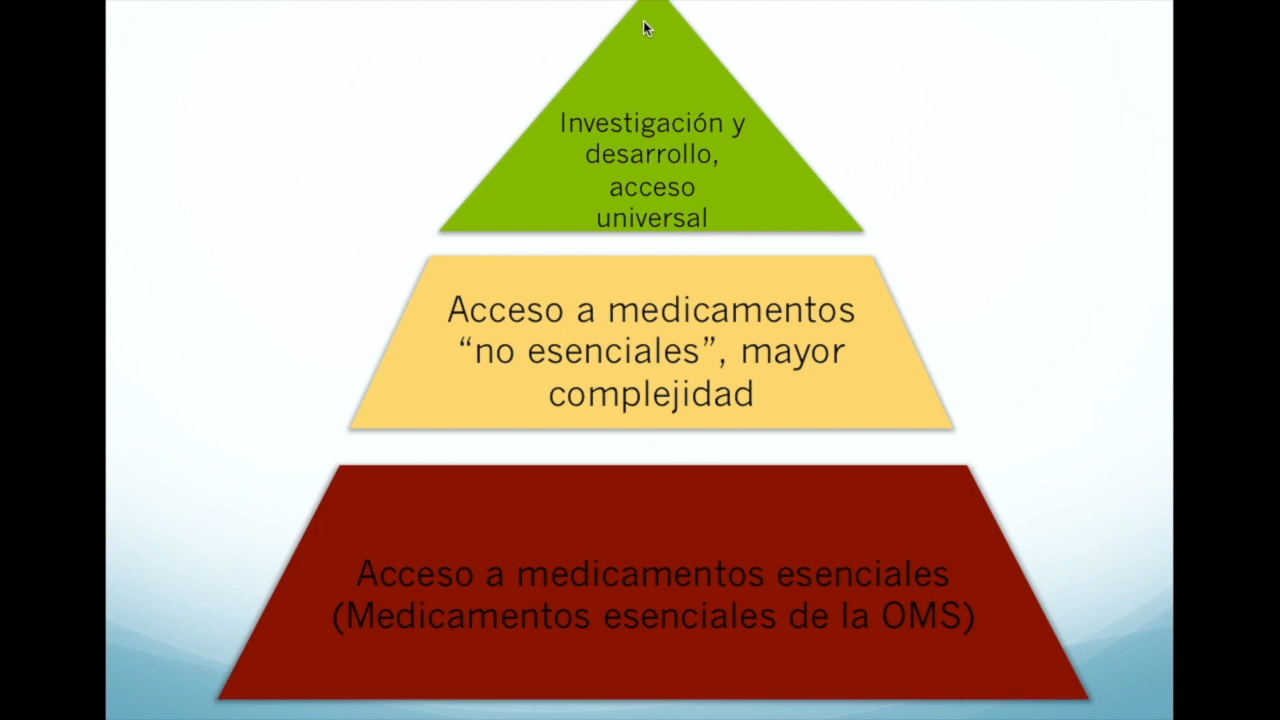 Investigación y
desarrollo,
acceso
universal
Acceso a medicamentos
“no esenciales”, mayor
complejidad
Acceso a medicamentos esenciales
(Medicamentos esenciales de la OMS)